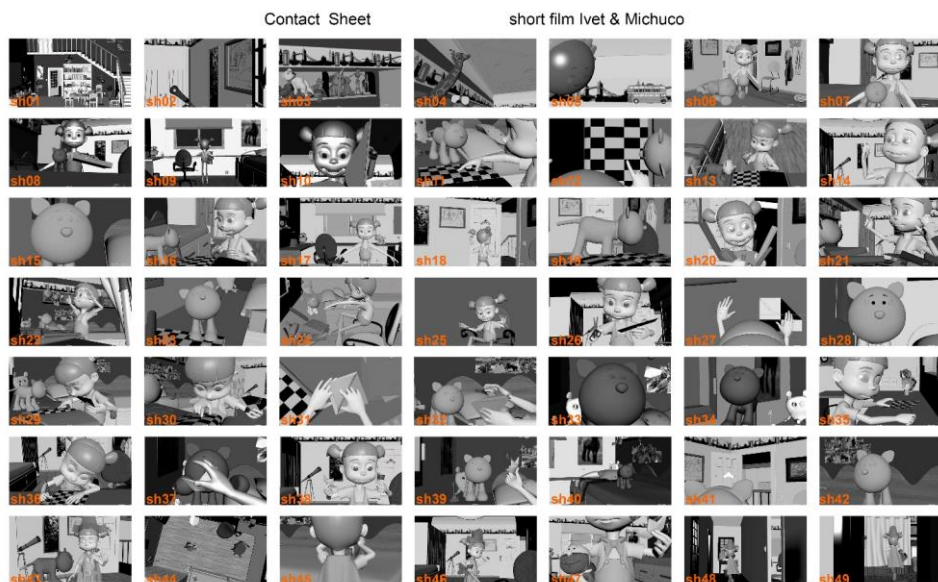 Contact Sheet short film Ivet & Michuco
sh01 sh02 sh03 sh04 sh05 sh06 sh07
sh08 sh09 sh10 sh11 sh12 sh13 sh14
sh15 sh16 sh17 sh18 sh19 sh20 sh21
sh22 sh23 sh24 sh25 sh26 sh27 sh28
sh29 sh30 sh31 sh32 sh33 sh34 sh35
sh36 sh37 sh38 sh39 sh40 sh41 sh42
sh43 sh44 sh45 sh46 sh47 sh48 sh49